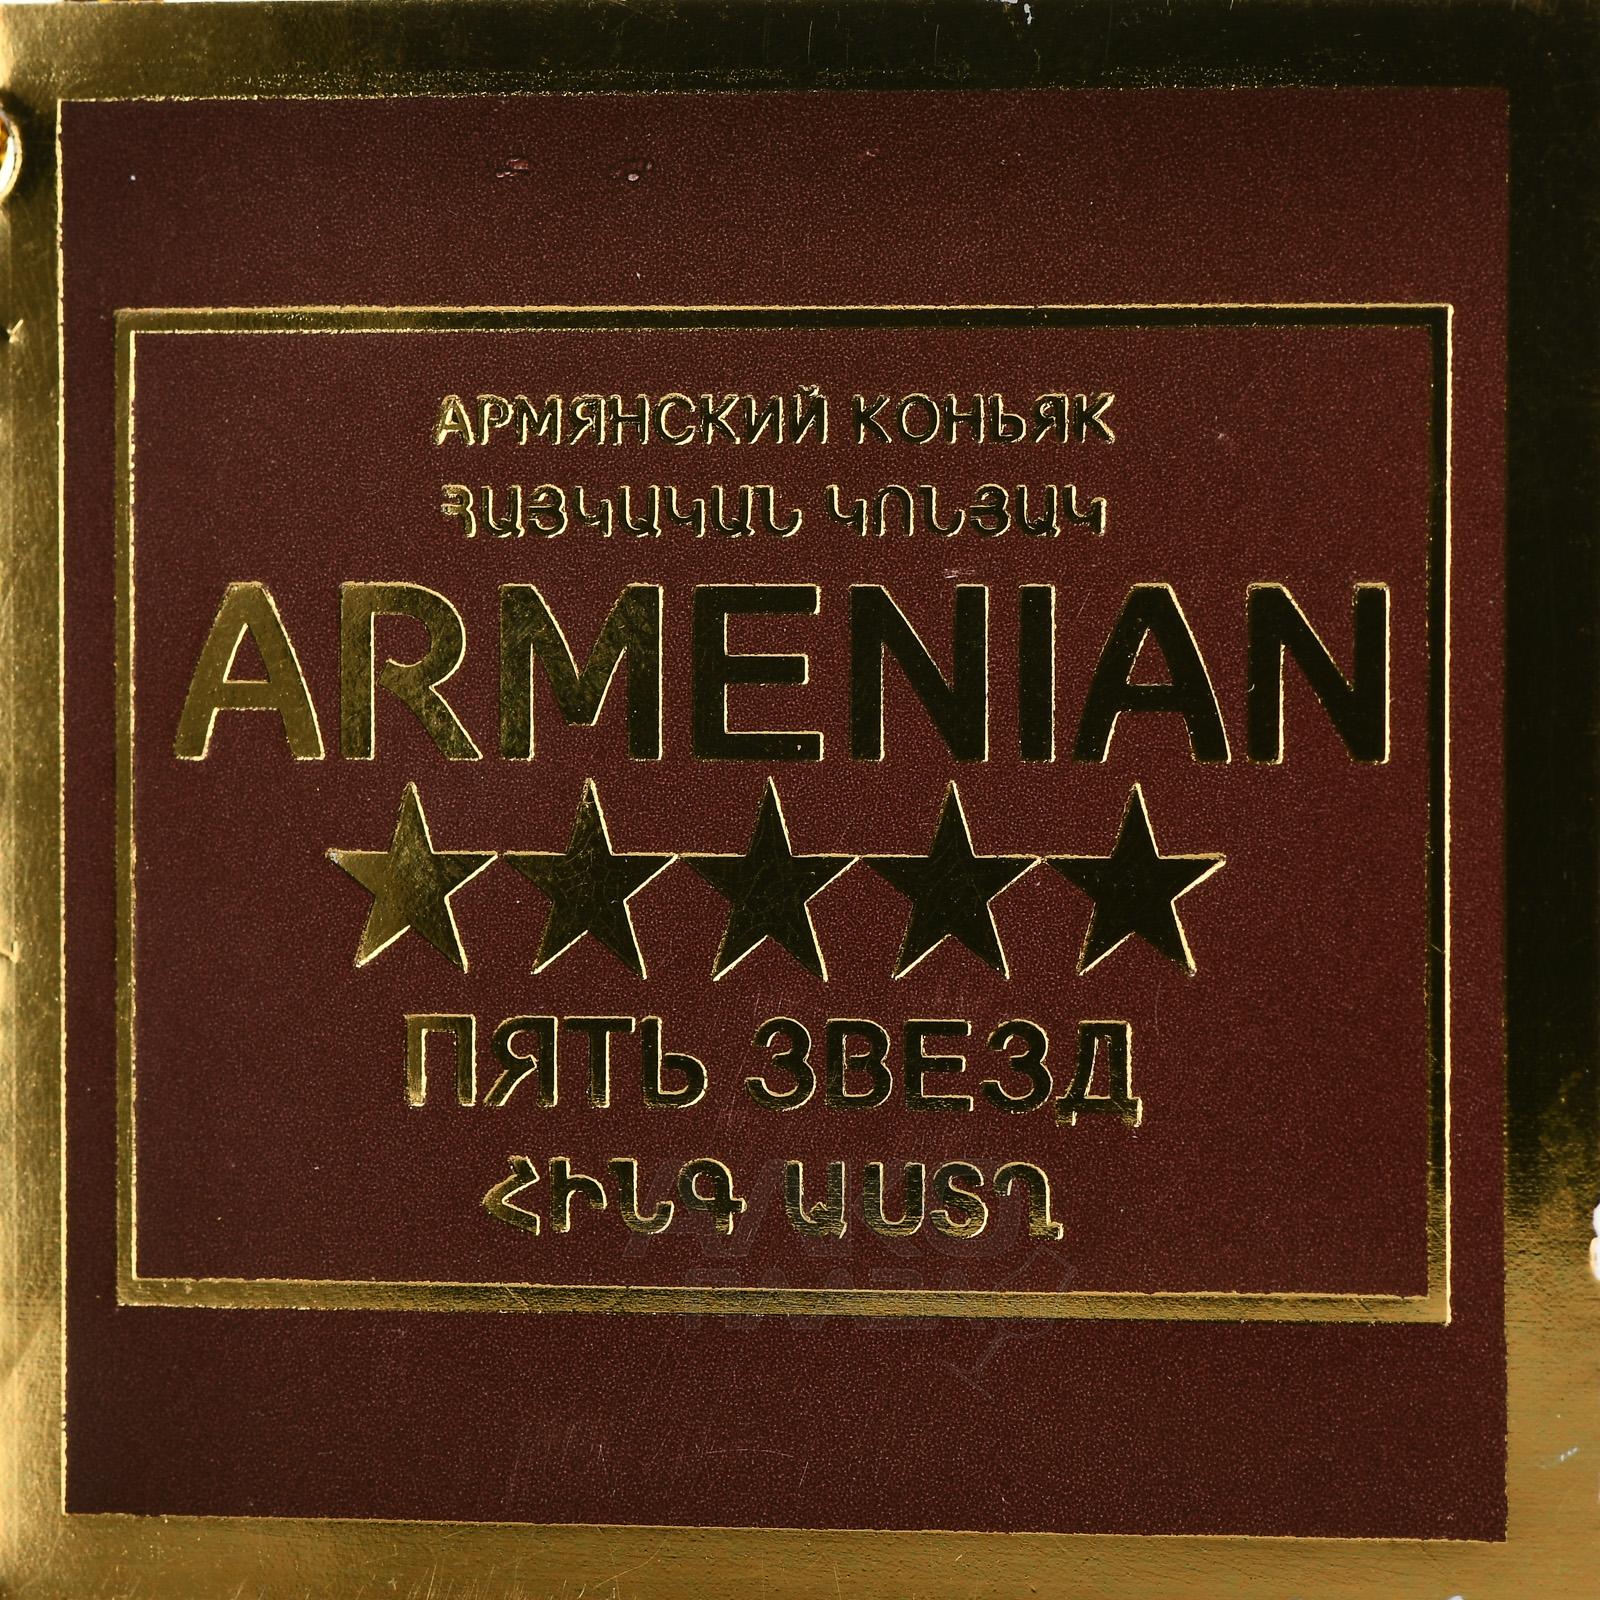 АРМЯНСКИЙ КОНЬЯК
ՀԱՅԿԱԿԱՆ ԿՈՆՅԱԿ
ARMENIAN
ПЯТЬ ЗВЕЗД
ՀԻՆԳ ԱՍՏՂ